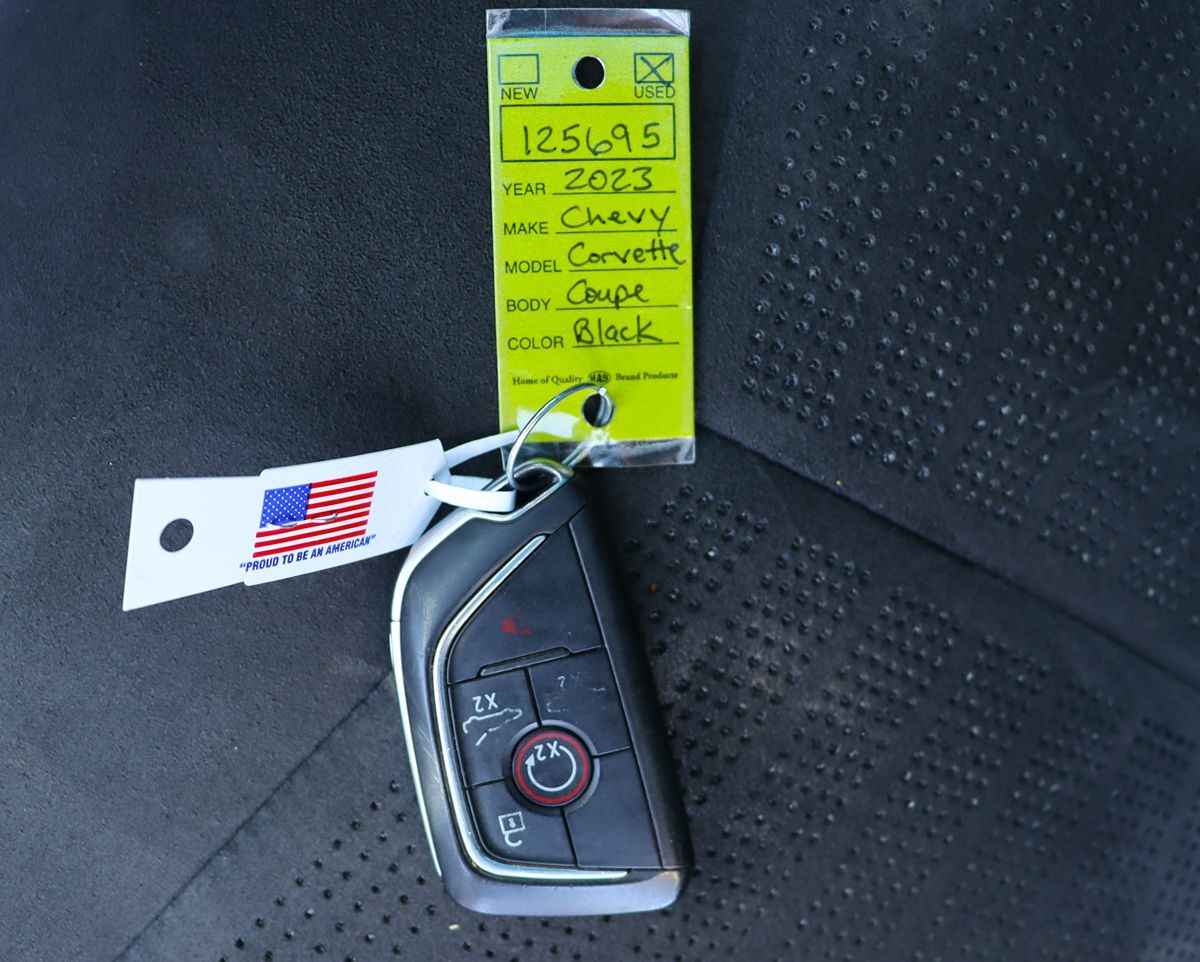 NEW USED
125695
YEAR 2023
MAKE Chevy
MODEL Corvette
BODY Coupe
COLOR Black
Home of Quality MAS Brand Products
"PROUD TO BE AN AMERICAN"
X2
X2